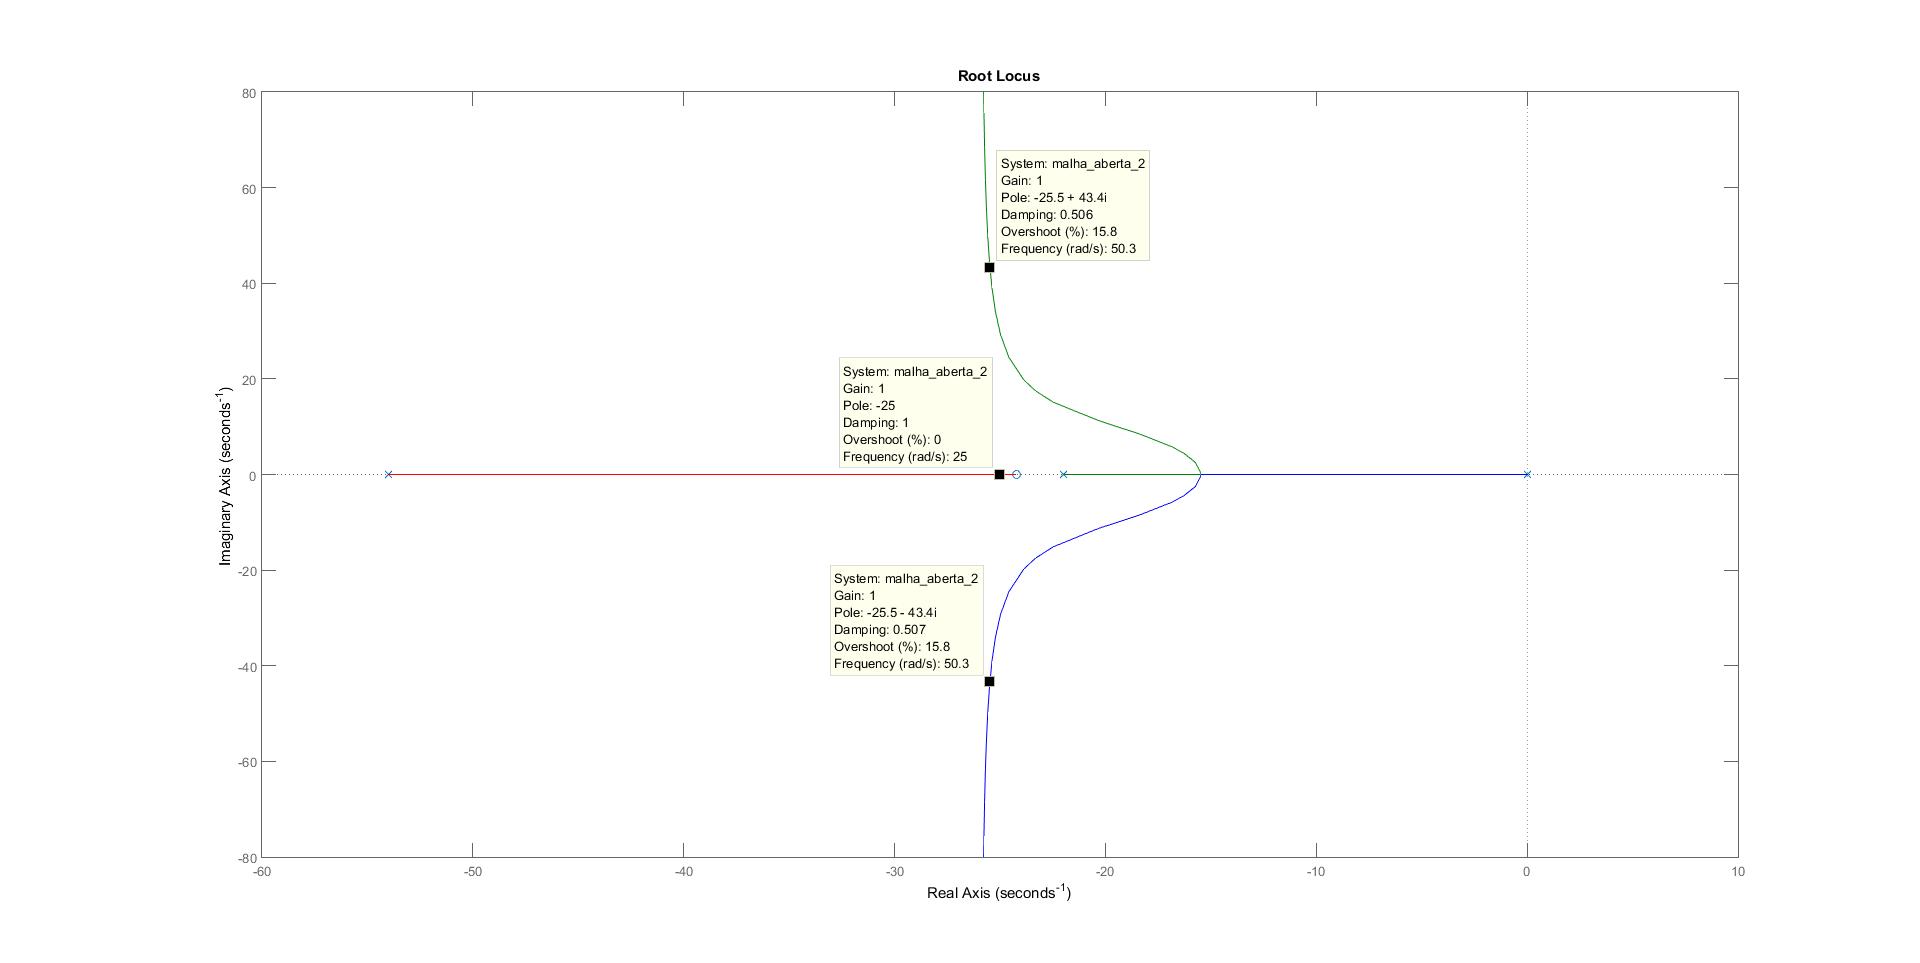 Root Locus
80
60
40
20
0
-20
-40
-60
-80
Imaginary Axis (seconds⁻¹)
System: malha_aberta_2
Gain: 1
Pole: -25.5 + 43.4i
Damping: 0.506
Overshoot (%): 15.8
Frequency (rad/s): 50.3
System: malha_aberta_2
Gain: 1
Pole: -25
Damping: 1
Overshoot (%): 0
Frequency (rad/s): 25
System: malha_aberta_2
Gain: 1
Pole: -25.5 - 43.4i
Damping: 0.507
Overshoot (%): 15.8
Frequency (rad/s): 50.3
-60 -50 -40 -30 -20 -10 0 10
Real Axis (seconds⁻¹)